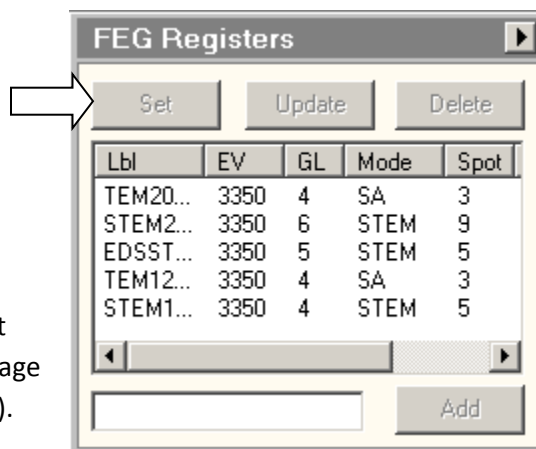 FEG Registers
Set Update Delete
Lbl EV GL Mode Spot
TEM20... 3350 4 SA 3
STEM2... 3350 6 STEM 9
EDSST... 3350 5 STEM 5
TEM12... 3350 4 SA 3
STEM1... 3350 4 STEM 5
t
age
).
Add